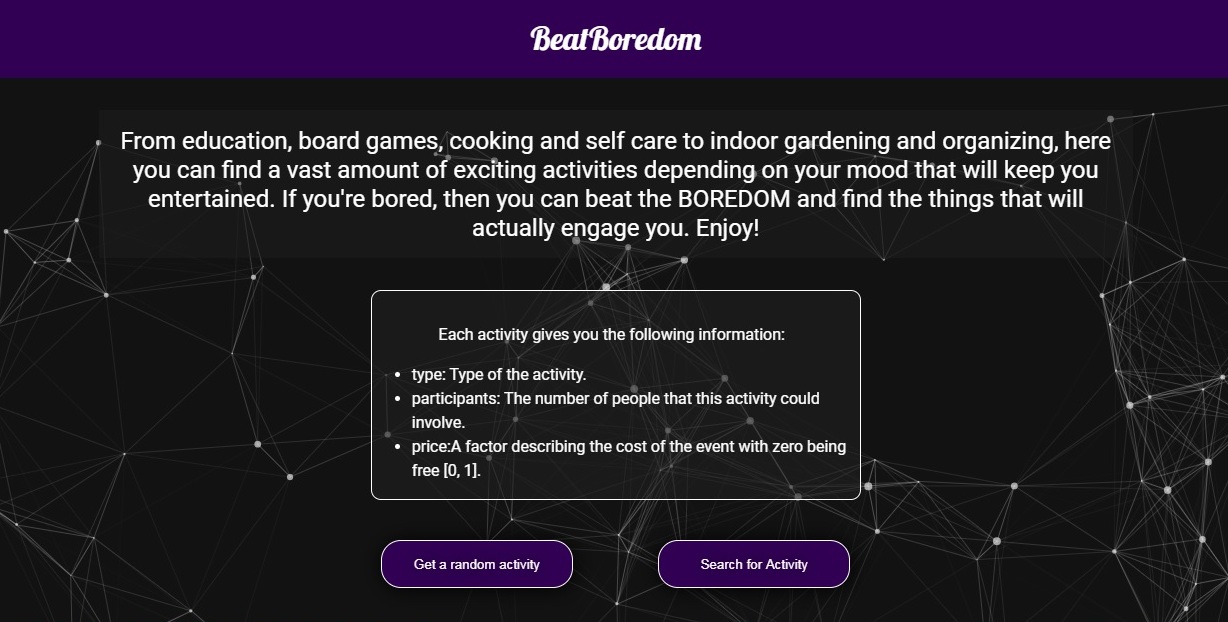 BeatBoredom
From education, board games, cooking and self care to indoor gardening and organizing, here
you can find a vast amount of exciting activities depending on your mood that will keep you
entertained. If you're bored, then you can beat the BOREDOM and find the things that will
actually engage you. Enjoy!
Each activity gives you the following information:
• type: Type of the activity.
• participants: The number of people that this activity could
involve.
• price:A factor describing the cost of the event with zero being
free [0, 1].
Get a random activity
Search for Activity